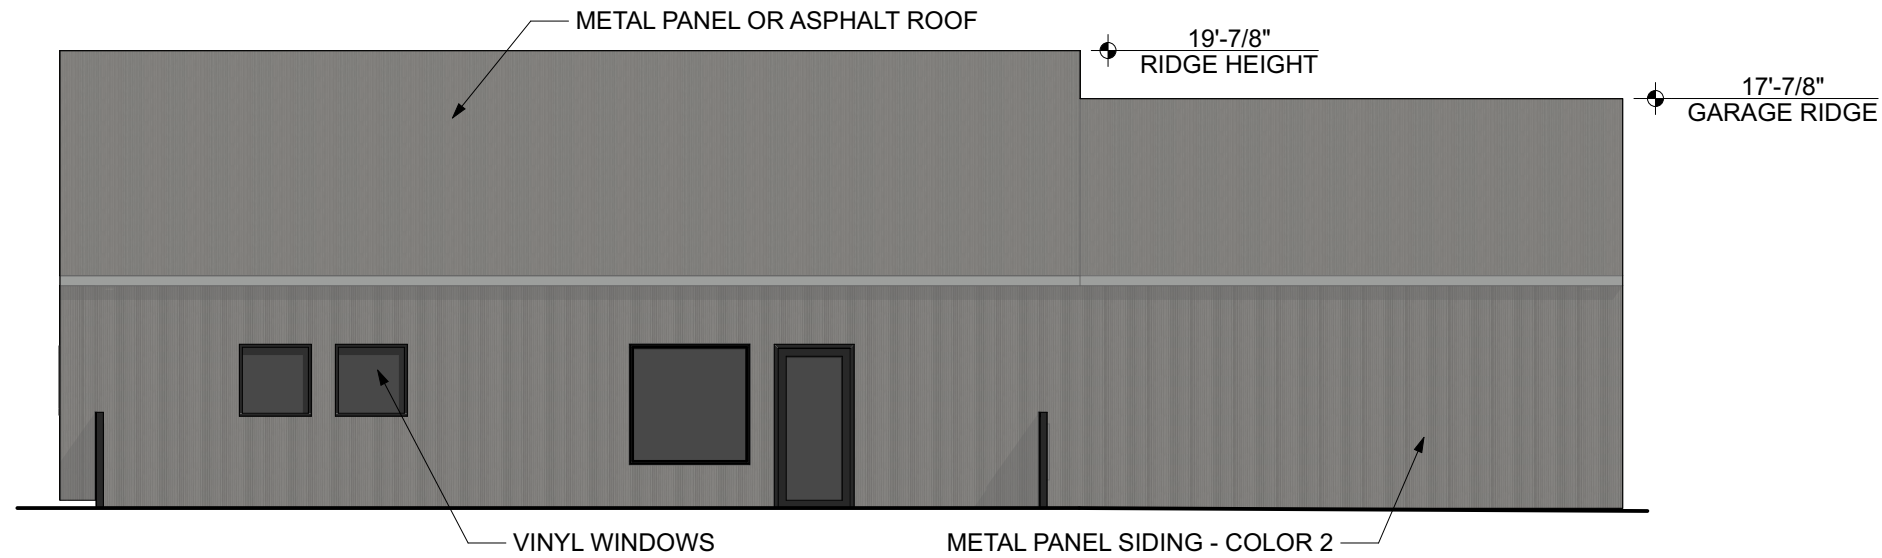 METAL PANEL OR ASPHALT ROOF
19'-7/8"
RIDGE HEIGHT
17'-7/8"
GARAGE RIDGE
VINYL WINDOWS
METAL PANEL SIDING - COLOR 2